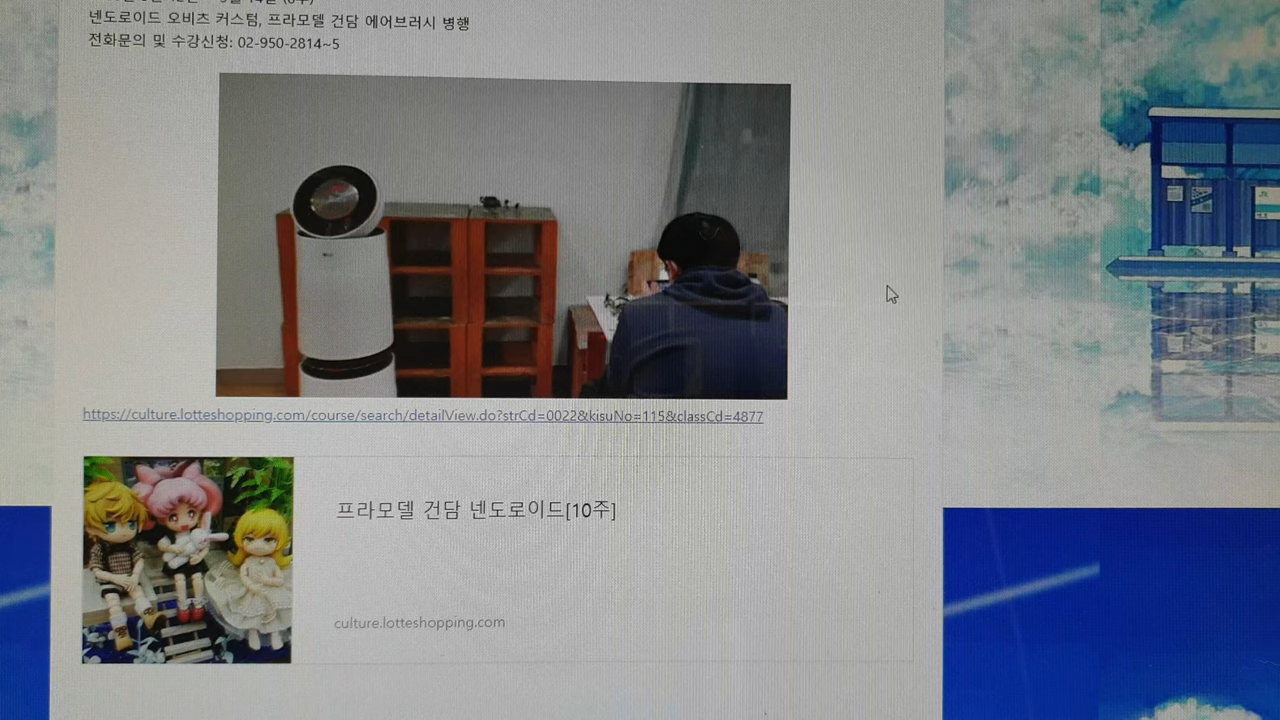 넨도로이드 오비츠 커스텀, 프라모델 건담 에어브러시 병행
전화문의 및 수강신청: 02-950-2814~5
https://culture.lotteshopping.com/course/search/detailView.do?strCd=0022&kisuNo=115&classCd=4877
프라모델 건담 넨도로이드[10주]
culture.lotteshopping.com